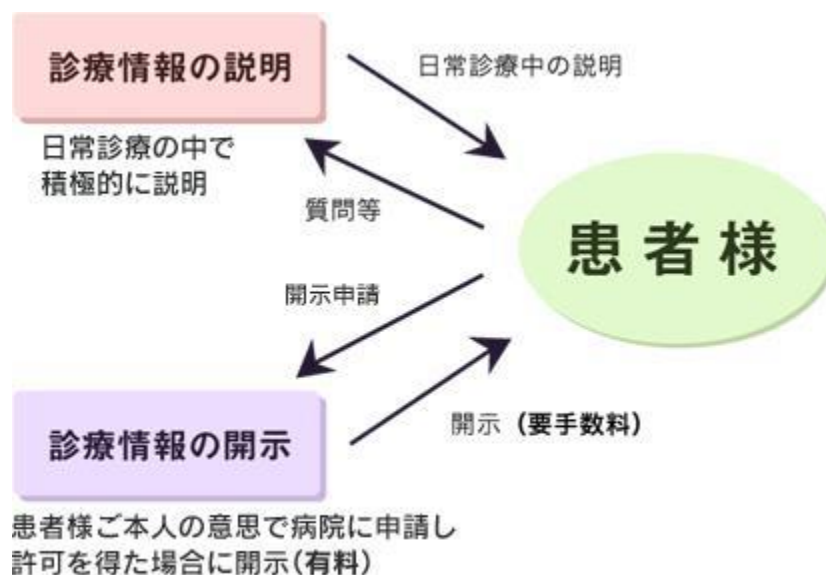 診療情報の説明
日常診療中の説明
日常診療の中で
積極的に説明
質問等
患者様
開示申請
開示（要手数料）
診療情報の開示
患者様ご本人の意思で病院に申請し
許可を得た場合に開示(有料)